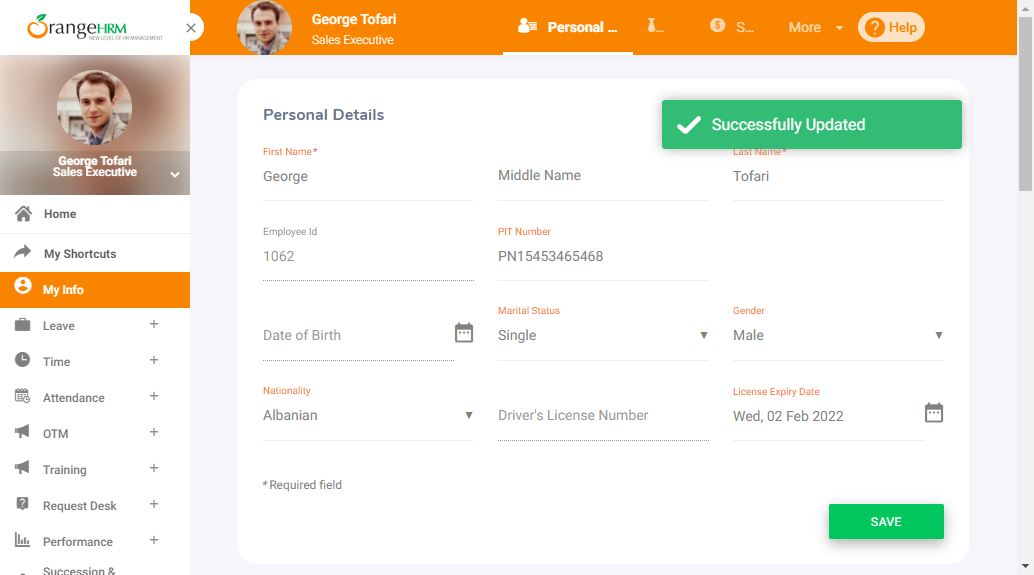 OrangeHRM
NEW LEVEL OF HR MANAGEMENT
George Tofari
Sales Executive
Home
My Shortcuts
My Info
Leave
Time
Attendance
OTM
Training
Request Desk
Performance
Succession &
George Tofari
Sales Executive
Personal ...
...
S...
More
Help
Personal Details
Successfully Updated
First Name*
George
Middle Name
Last Name*
Tofari
Employee Id
1062
PIT Number
PN15453465468
Date of Birth
Marital Status
Single
Gender
Male
Nationality
Albanian
Driver's License Number
License Expiry Date
Wed, 02 Feb 2022
* Required field
SAVE